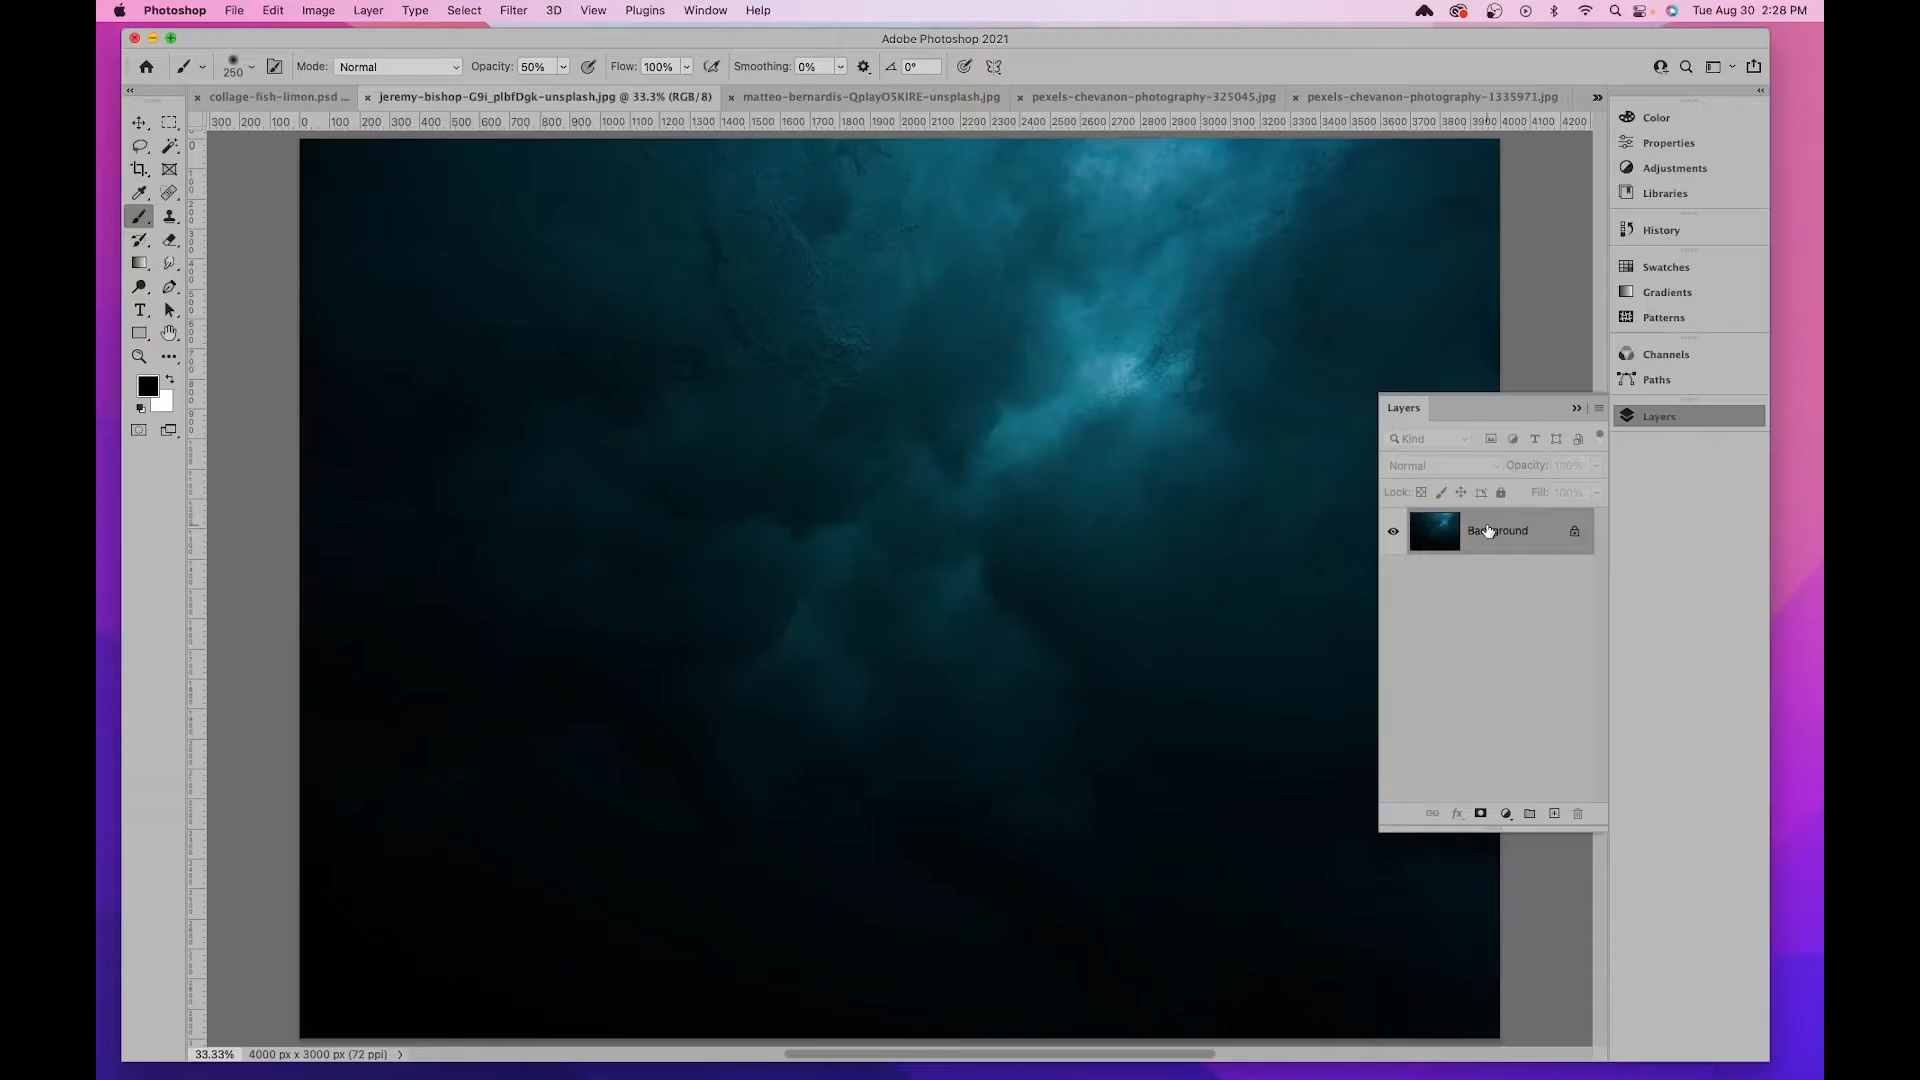 Photoshop File Edit Image Layer Type Select Filter 3D View Plugins Window Help Tue Aug 30 2:28 PM
Adobe Photoshop 2021
250 Mode: Normal Opacity: 50% Flow: 100% Smoothing: 0% 0°
collage-fish-limon.psd ... jeremy-bishop-G9i_plbfDgk-unsplash.jpg @ 33.3% (RGB/8) matteo-bernardis-QpIayO5KIRE-unsplash.jpg pexels-chevanon-photography-325045.jpg pexels-chevanon-photography-1335971.jpg
300 200 100 0 100 200 300 400 500 600 700 800 900 1000 1100 1200 1300 1400 1500 1600 1700 1800 1900 2000 2100 2200 2300 2400 2500 2600 2700 2800 2900 3000 3100 3200 3300 3400 3500 3600 3700 3800 3900 4000 4100 4200
Color
Properties
Adjustments
Libraries
History
Swatches
Gradients
Patterns
Channels
Paths
Layers
Layers
Kind
Normal Opacity: 100%
Lock: Fill: 100%
Background
33.33% 4000 px x 3000 px (72 ppi)